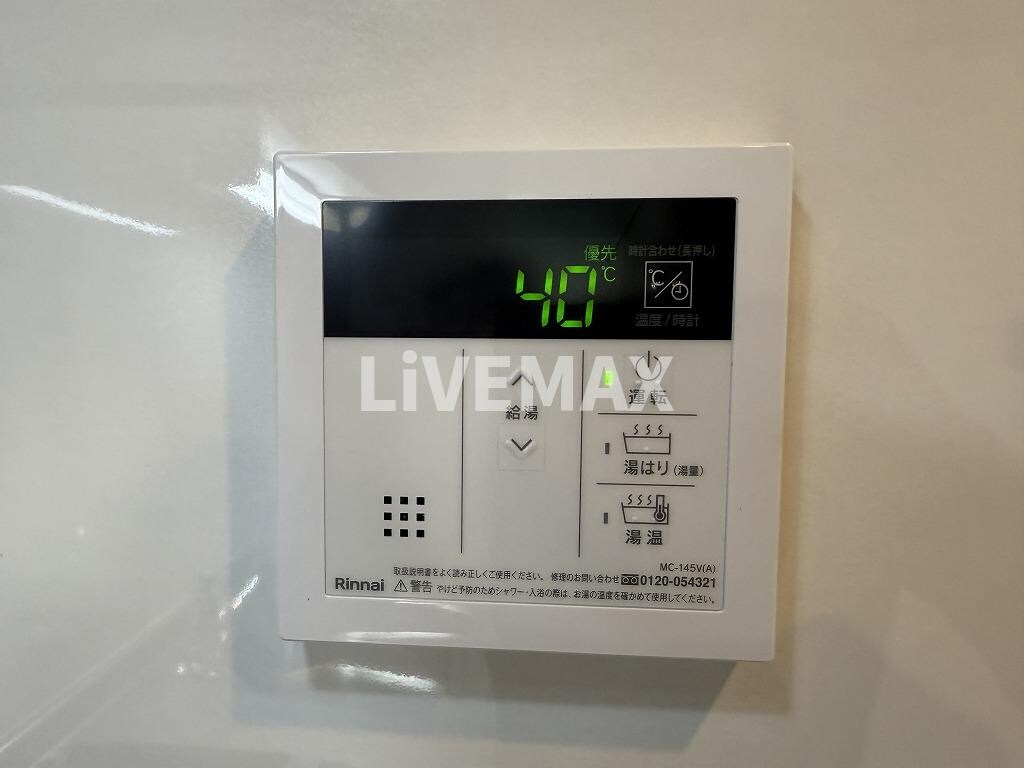 優先
時計合わせ(長押し)
40℃
℃/
温度/時計
LiVEMAX
給湯
運転
湯はり(湯量)
湯温
MC-145V(A)
取扱説明書をよく読み正しくご使用ください。 修理のお問い合わせ 0120-054321
Rinnai
警告 やけど予防のためシャワー・入浴の際は、お湯の温度を確かめて使用してください。